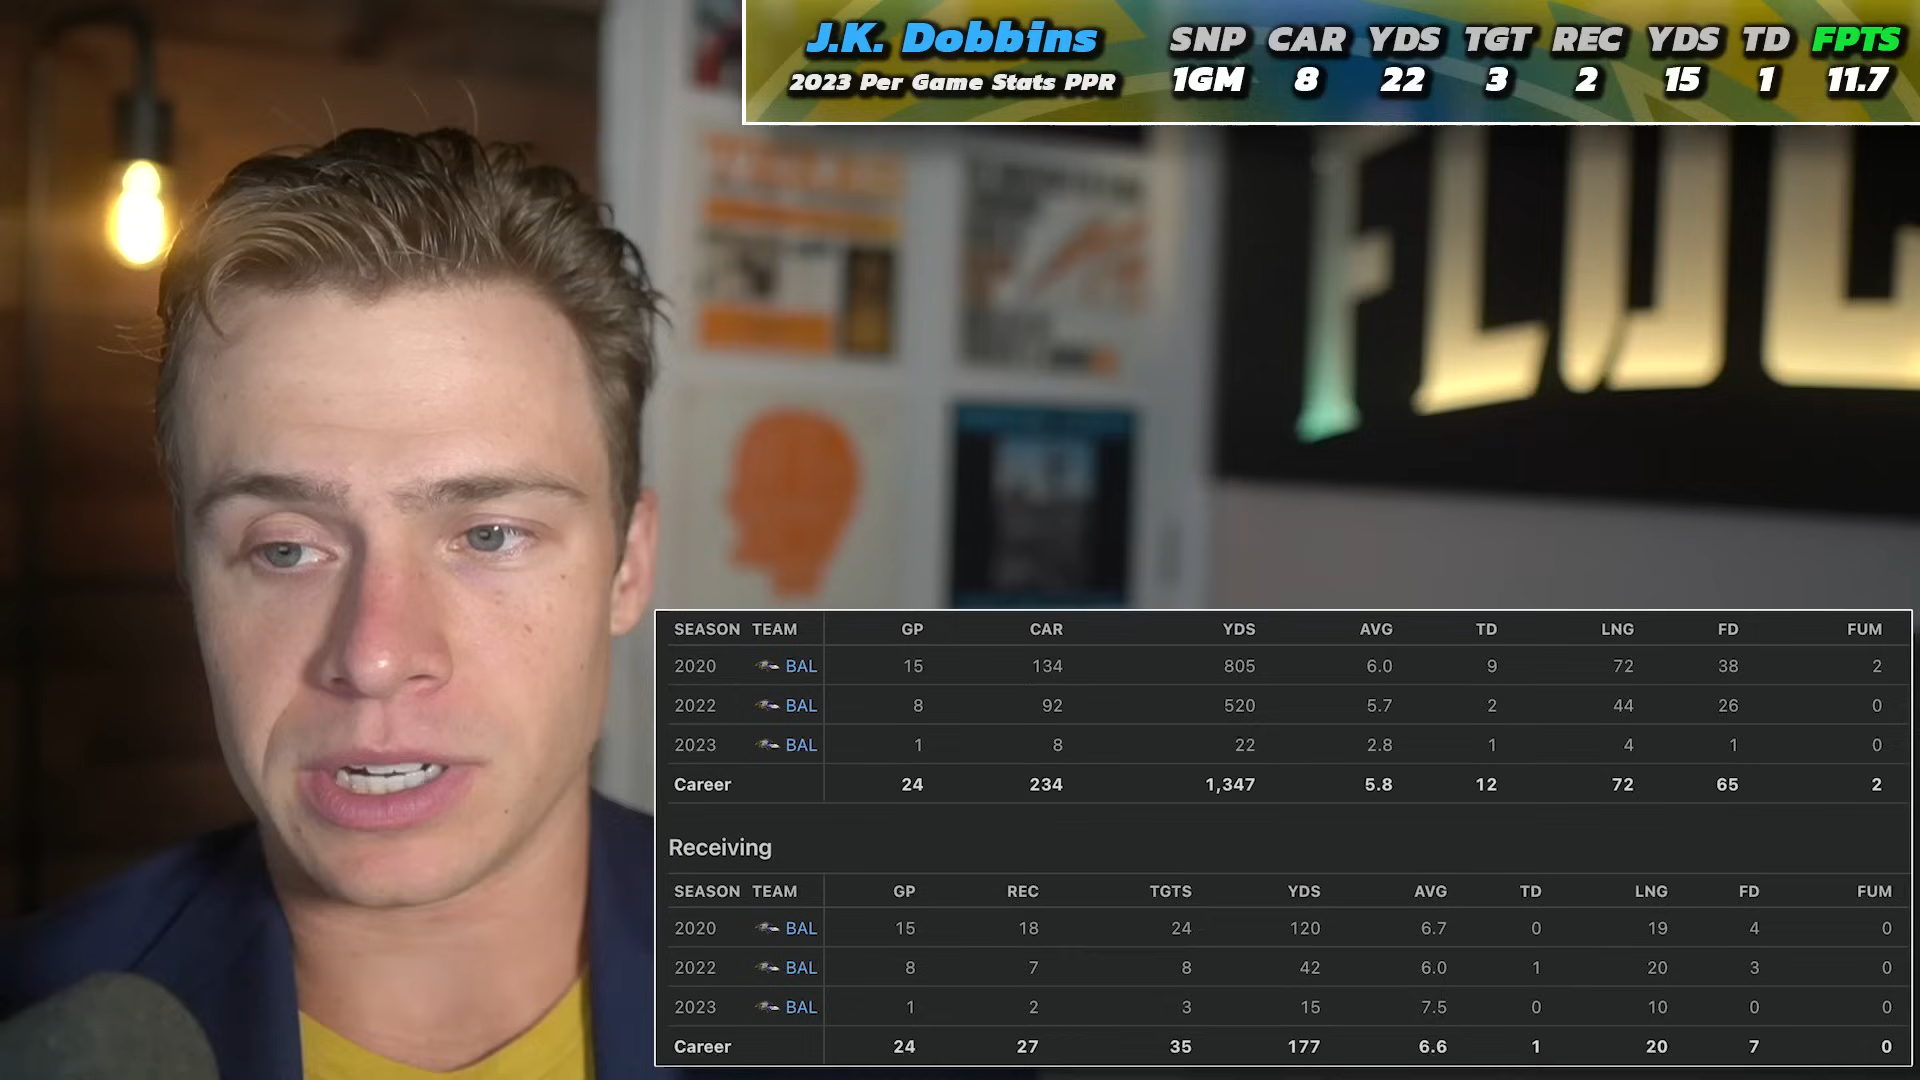 J.K. Dobbins SNP CAR YDS TGT REC YDS TD FPTS
2023 Per Game Stats PPR 1GM 8 22 3 2 15 1 11.7
SEASON TEAM GP CAR YDS AVG TD LNG FD FUM
2020 BAL 15 134 805 6.0 9 72 38 2
2022 BAL 8 92 520 5.7 2 44 26 0
2023 BAL 1 8 22 2.8 1 4 1 0
Career 24 234 1,347 5.8 12 72 65 2
Receiving
SEASON TEAM GP REC TGTS YDS AVG TD LNG FD FUM
2020 BAL 15 18 24 120 6.7 0 19 4 0
2022 BAL 8 7 8 42 6.0 1 20 3 0
2023 BAL 1 2 3 15 7.5 0 10 0 0
Career 24 27 35 177 6.6 1 20 7 0